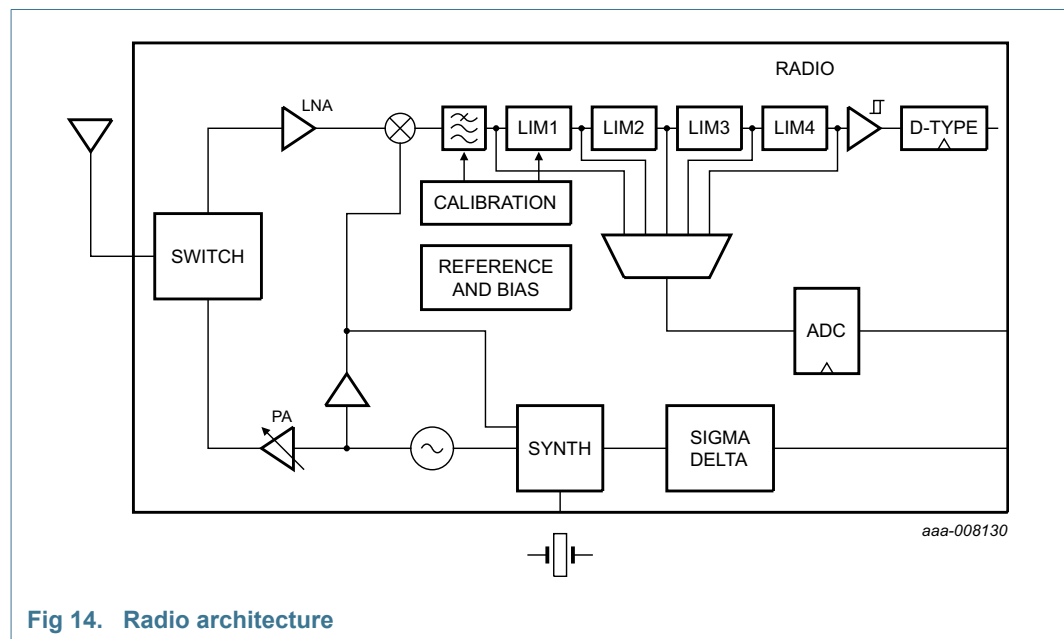 RADIO
LNA
LIM1
LIM2
LIM3
LIM4
D-TYPE
CALIBRATION
SWITCH
REFERENCE
AND BIAS
ADC
PA
SYNTH
SIGMA
DELTA
aaa-008130
Fig 14. Radio architecture